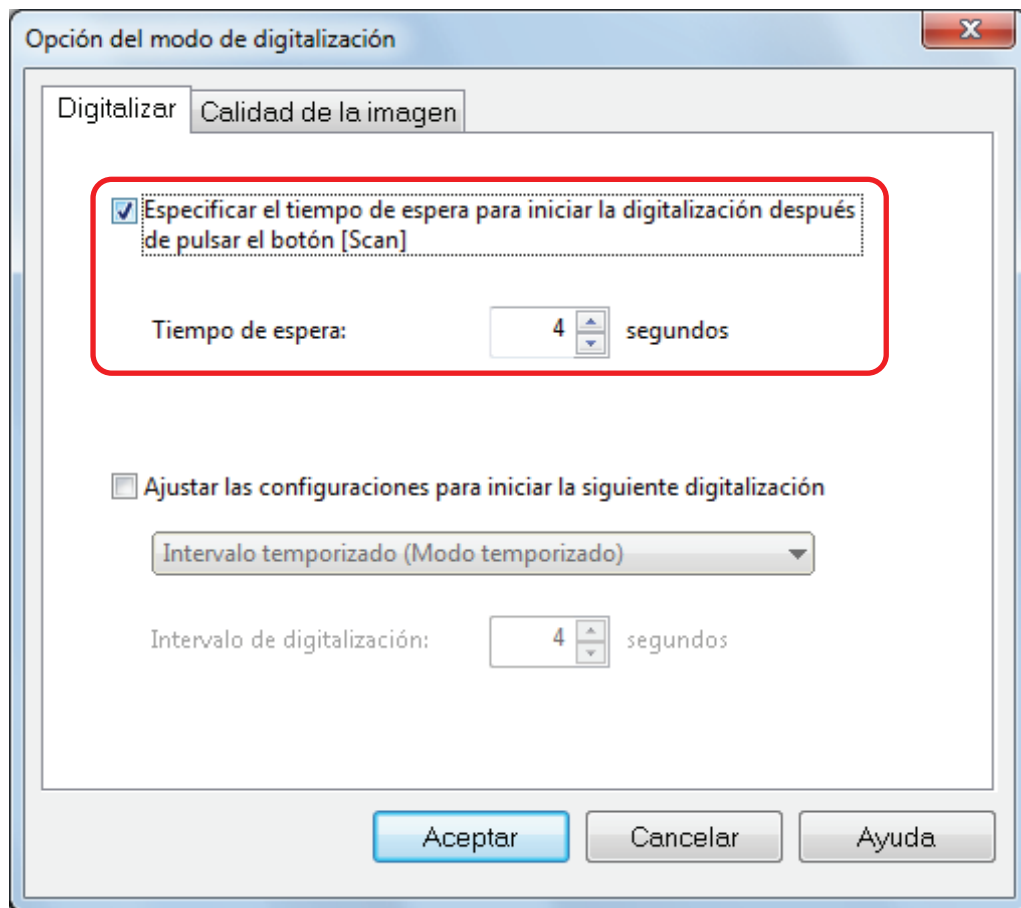 Opción del modo de digitalización
Digitalizar
Calidad de la imagen
Especificar el tiempo de espera para iniciar la digitalización después
de pulsar el botón [Scan]
Tiempo de espera: 4 segundos
Ajustar las configuraciones para iniciar la siguiente digitalización
Intervalo temporizado (Modo temporizado)
Intervalo de digitalización: 4 segundos
Aceptar
Cancelar
Ayuda